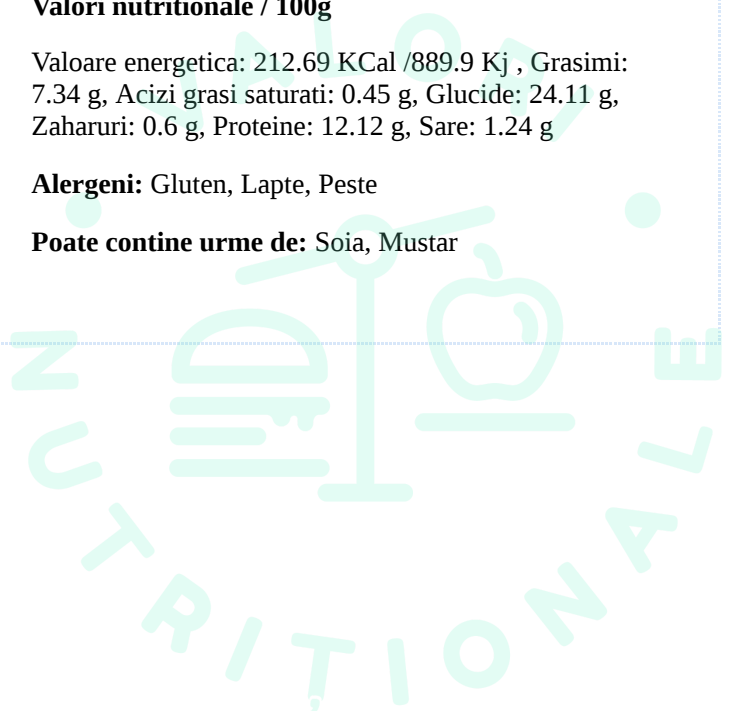 Valori nutritionale / 100g
Valoare energetica: 212.69 KCal /889.9 Kj , Grasimi:
7.34 g, Acizi grasi saturati: 0.45 g, Glucide: 24.11 g,
Zaharuri: 0.6 g, Proteine: 12.12 g, Sare: 1.24 g
Alergeni: Gluten, Lapte, Peste
Poate contine urme de: Soia, Mustar
VALORI
NUTRIȚIONALE